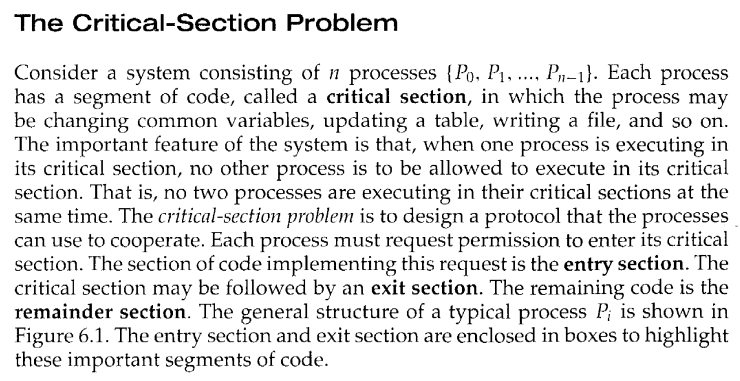 The Critical-Section Problem
Consider a system consisting of n processes {P₀, P₁, ..., Pₙ₋₁}. Each process
has a segment of code, called a critical section, in which the process may
be changing common variables, updating a table, writing a file, and so on.
The important feature of the system is that, when one process is executing in
its critical section, no other process is to be allowed to execute in its critical
section. That is, no two processes are executing in their critical sections at the
same time. The critical-section problem is to design a protocol that the processes
can use to cooperate. Each process must request permission to enter its critical
section. The section of code implementing this request is the entry section. The
critical section may be followed by an exit section. The remaining code is the
remainder section. The general structure of a typical process Pᵢ is shown in
Figure 6.1. The entry section and exit section are enclosed in boxes to highlight
these important segments of code.